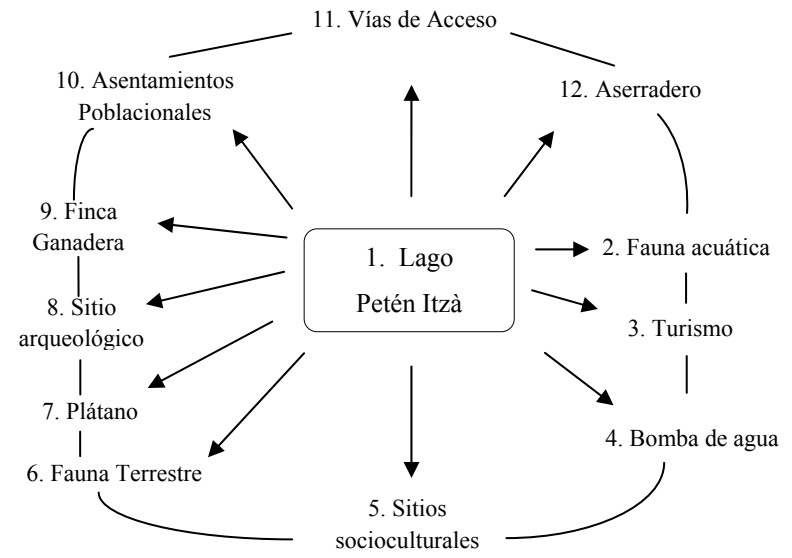 11. Vías de Acceso
10. Asentamientos
Poblacionales
12. Aserradero
9. Finca
Ganadera
1. Lago
Petén Itzà
2. Fauna acuática
8. Sitio
arqueológico
3. Turismo
7. Plátano
4. Bomba de agua
6. Fauna Terrestre
5. Sitios
socioculturales